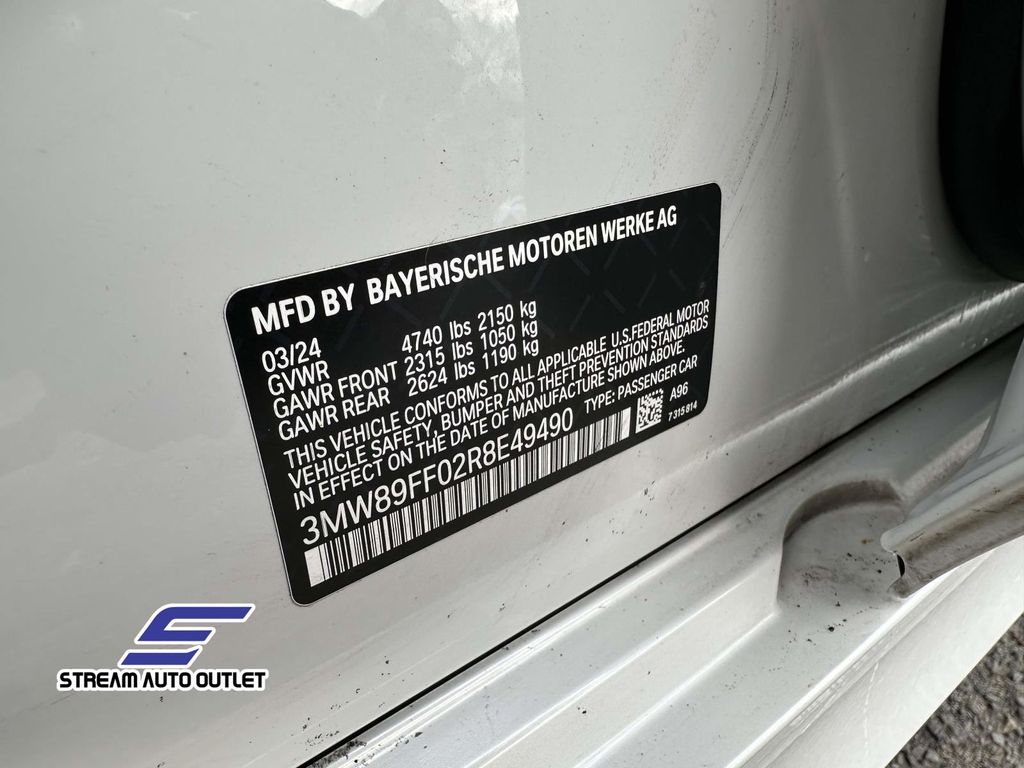 MFD BY BAYERISCHE MOTOREN WERKE AG
03/24
GVWR 4740 lbs 2150 kg
GAWR FRONT 2315 lbs 1050 kg
GAWR REAR 2624 lbs 1190 kg
THIS VEHICLE CONFORMS TO ALL APPLICABLE U.S.FEDERAL MOTOR
VEHICLE SAFETY, BUMPER AND THEFT PREVENTION STANDARDS
IN EFFECT ON THE DATE OF MANUFACTURE SHOWN ABOVE.
3MW89FF02R8E49490 TYPE: PASSENGER CAR
A96
7 315 814
STREAM AUTO OUTLET